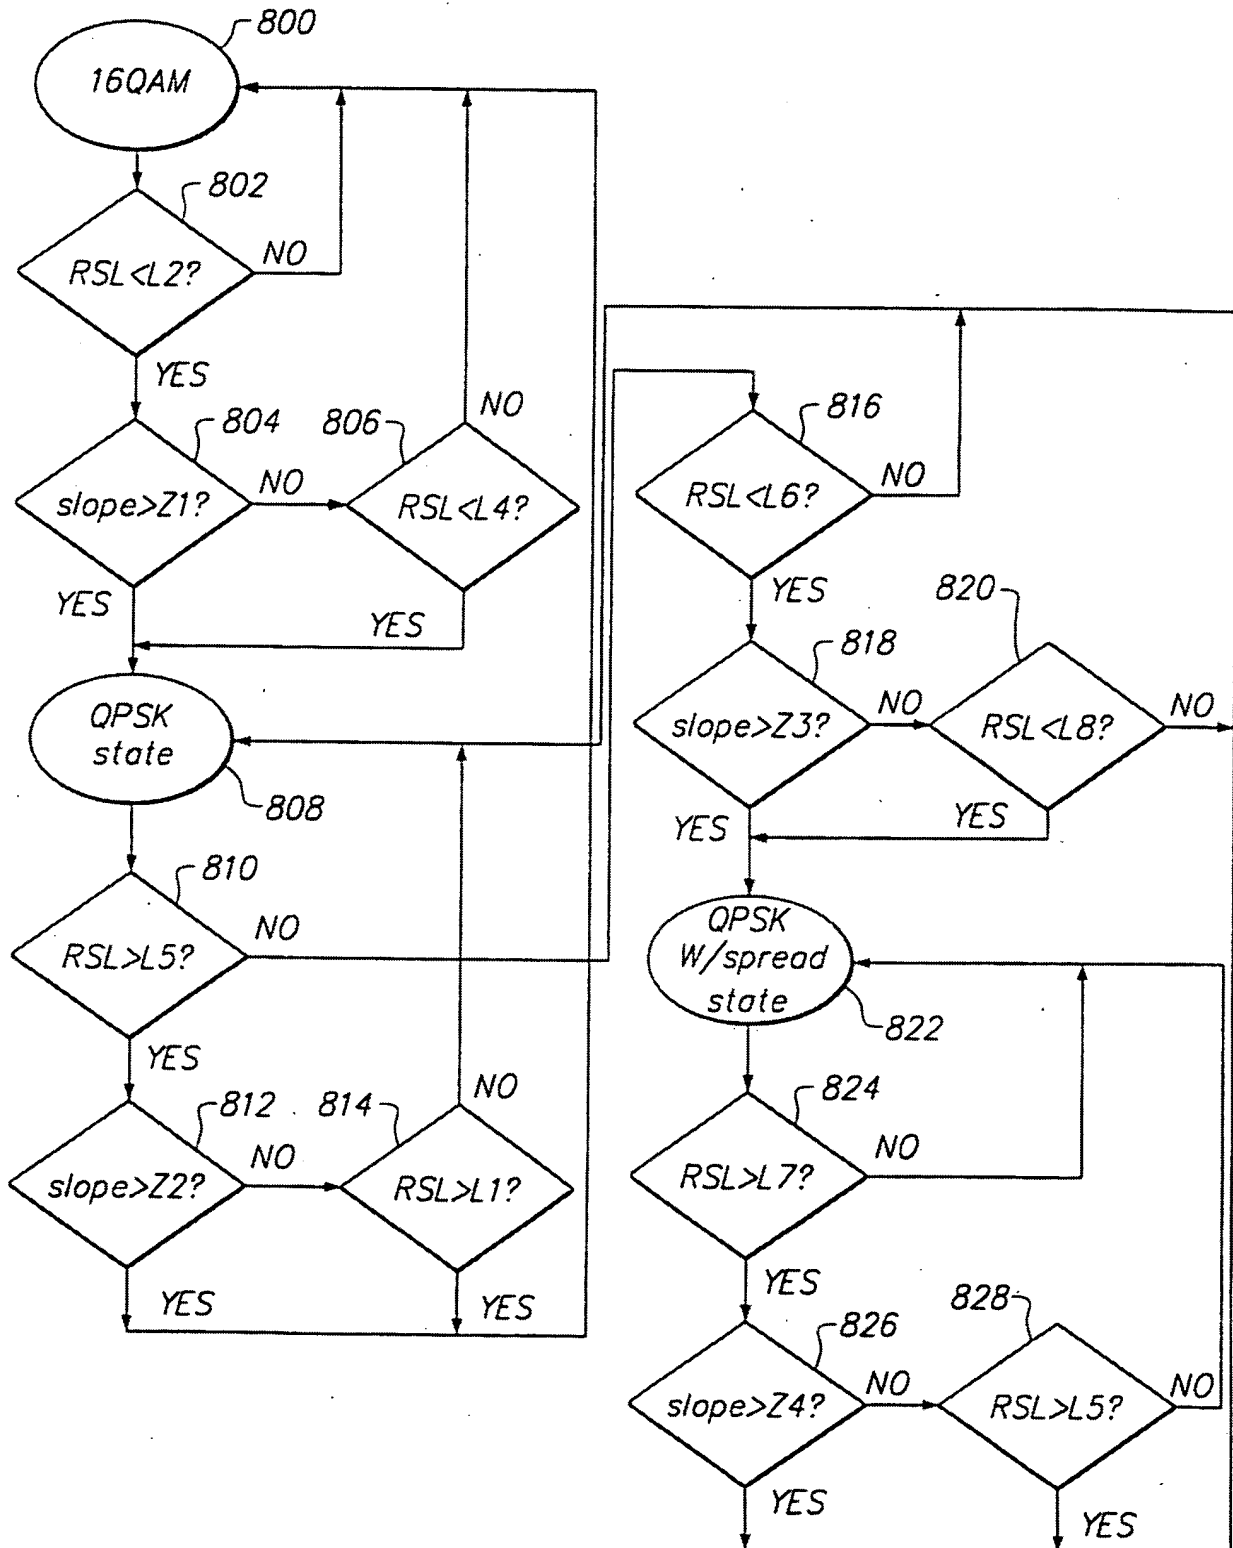 800
16QAM
802
RSL<L2?
NO
YES
804
slope>Z1?
NO
806
RSL<L4?
NO
YES
YES
QPSK
state
808
810
RSL>L5?
NO
YES
812
slope>Z2?
NO
814
RSL>L1?
NO
YES
YES
816
RSL<L6?
NO
YES
818
slope>Z3?
NO
820
RSL<L8?
NO
YES
YES
QPSK
W/spread
state
822
824
RSL>L7?
NO
YES
826
slope>Z4?
NO
828
RSL>L5?
NO
YES
YES